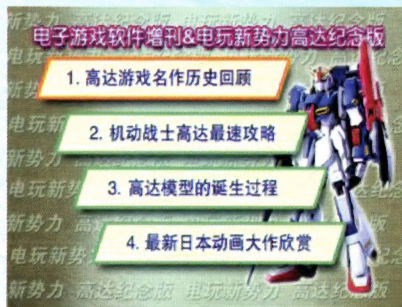 电子游戏软件增刊&电玩新势力高达纪念版
1. 高达游戏名作历史回顾
2. 机动战士高达最速攻略
3. 高达模型的诞生过程
4. 最新日本动画大作欣赏